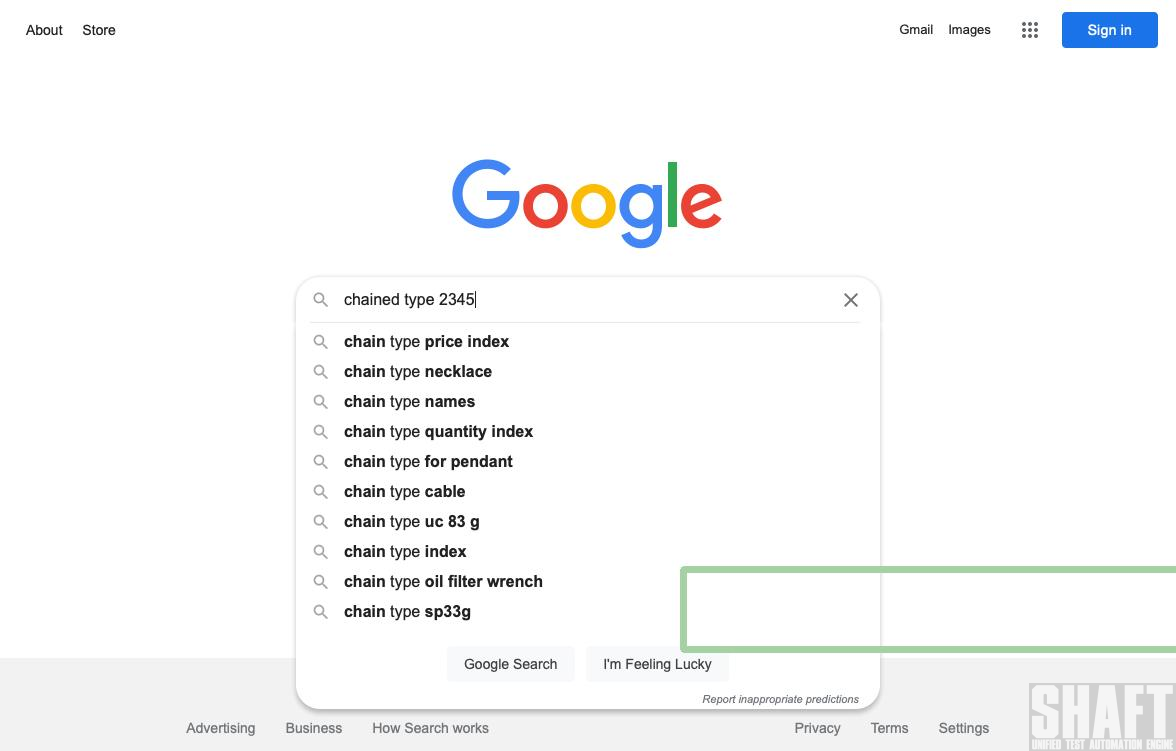 About Store
Gmail Images
Sign in
Google
chained type 2345
chain type price index
chain type necklace
chain type names
chain type quantity index
chain type for pendant
chain type cable
chain type uc 83 g
chain type index
chain type oil filter wrench
chain type sp33g
Google Search I'm Feeling Lucky
Report inappropriate predictions
Advertising Business How Search works
Privacy Terms Settings
SHAFT
UNIFIED TEST AUTOMATION ENGINE